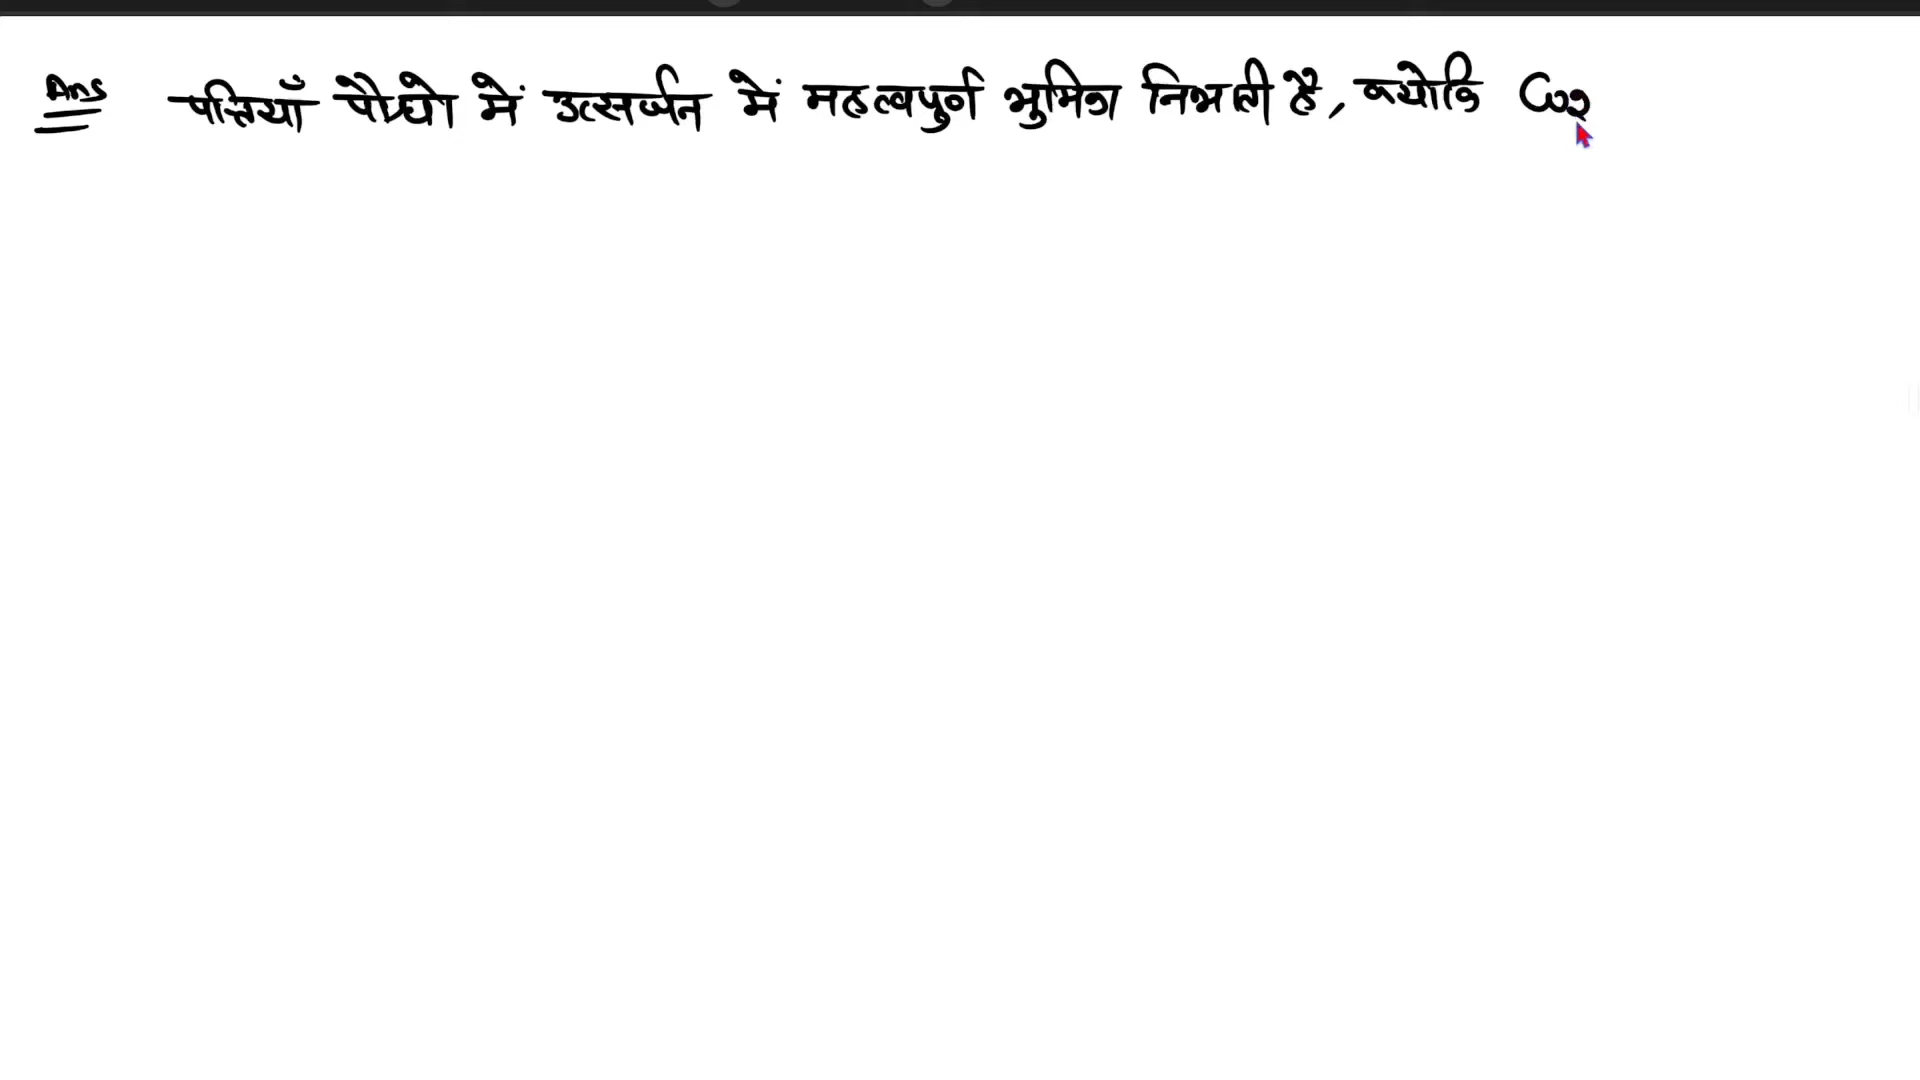 Ans पत्तियाँ पौधो में उत्सर्जन में महत्वपुर्ण भुमिका निभाती है, क्योकि CO2